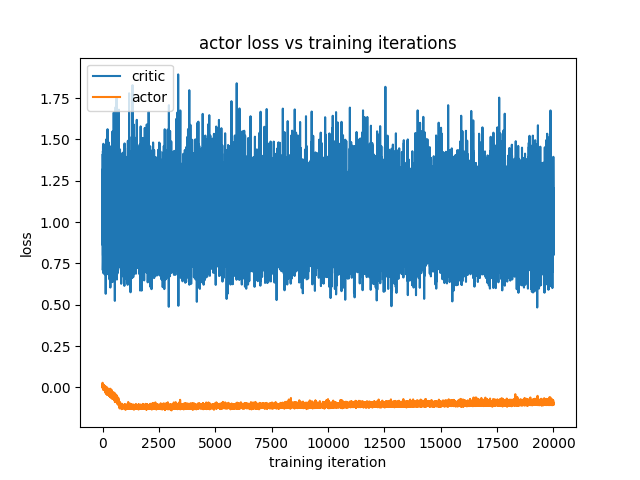 actor loss vs training iterations
critic
actor
loss
1.75
1.50
1.25
1.00
0.75
0.50
0.25
0.00
0 2500 5000 7500 10000 12500 15000 17500 20000
training iteration